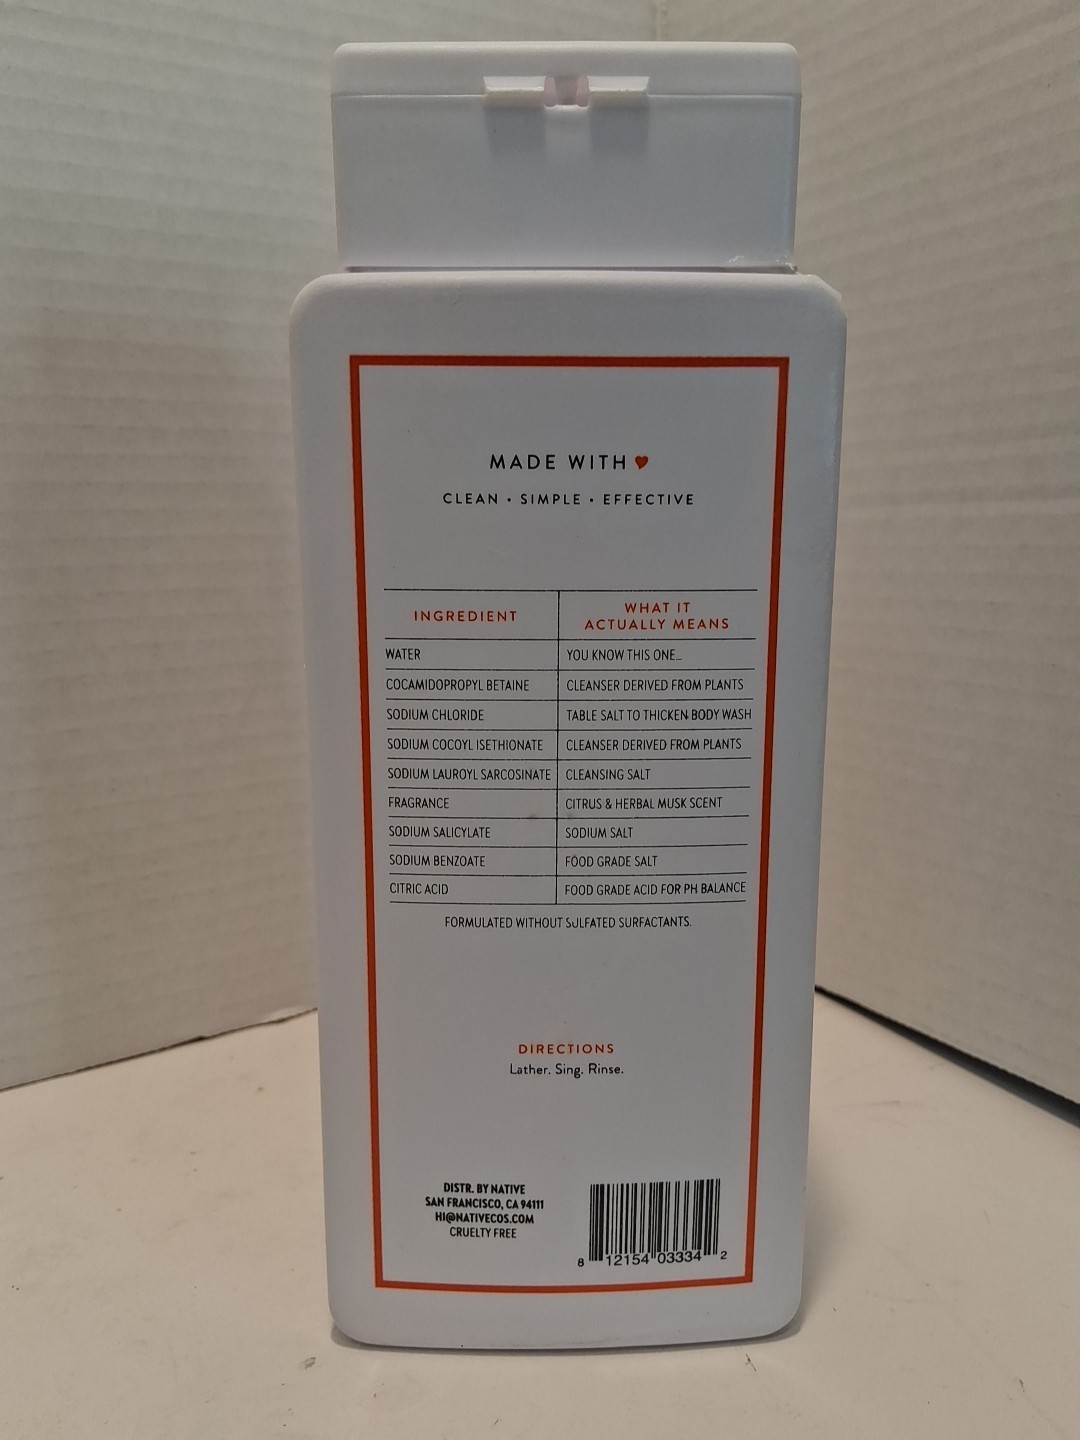 MADE WITH ♥
CLEAN • SIMPLE • EFFECTIVE
INGREDIENT
WHAT IT
ACTUALLY MEANS
WATER YOU KNOW THIS ONE...
COCAMIDOPROPYL BETAINE CLEANSER DERIVED FROM PLANTS
SODIUM CHLORIDE TABLE SALT TO THICKEN BODY WASH
SODIUM COCOYL ISETHIONATE CLEANSER DERIVED FROM PLANTS
SODIUM LAUROYL SARCOSINATE CLEANSING SALT
FRAGRANCE CITRUS & HERBAL MUSK SCENT
SODIUM SALICYLATE SODIUM SALT
SODIUM BENZOATE FOOD GRADE SALT
CITRIC ACID FOOD GRADE ACID FOR PH BALANCE
FORMULATED WITHOUT SULFATED SURFACTANTS.
DIRECTIONS
Lather. Sing. Rinse.
DISTR. BY NATIVE
SAN FRANCISCO, CA 94111
HI@NATIVECOS.COM
CRUELTY FREE
8 12154 03334 2